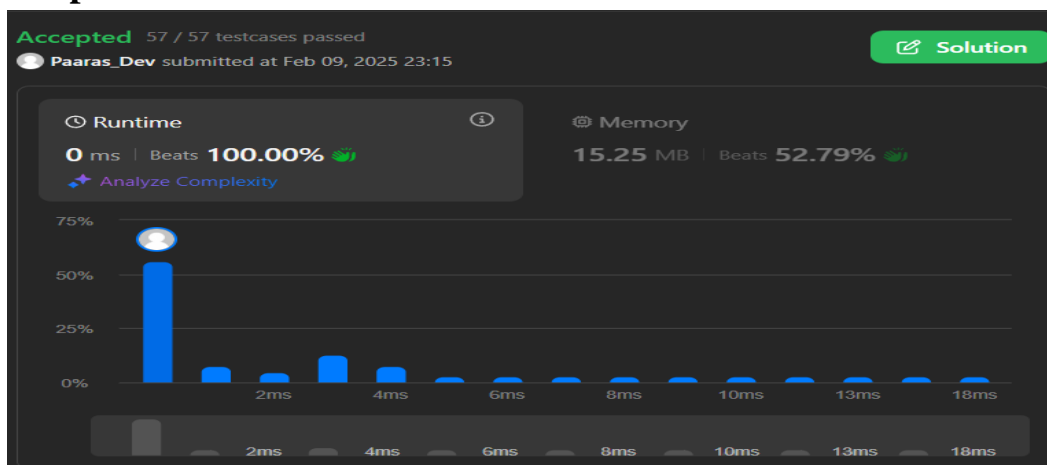 Accepted 57 / 57 testcases passed
Solution
Paaras_Dev submitted at Feb 09, 2025 23:15
Runtime
Memory
0 ms | Beats 100.00%
15.25 MB | Beats 52.79%
Analyze Complexity
75%
50%
25%
0%
2ms 4ms 6ms 8ms 10ms 13ms 18ms
2ms 4ms 6ms 8ms 10ms 13ms 18ms